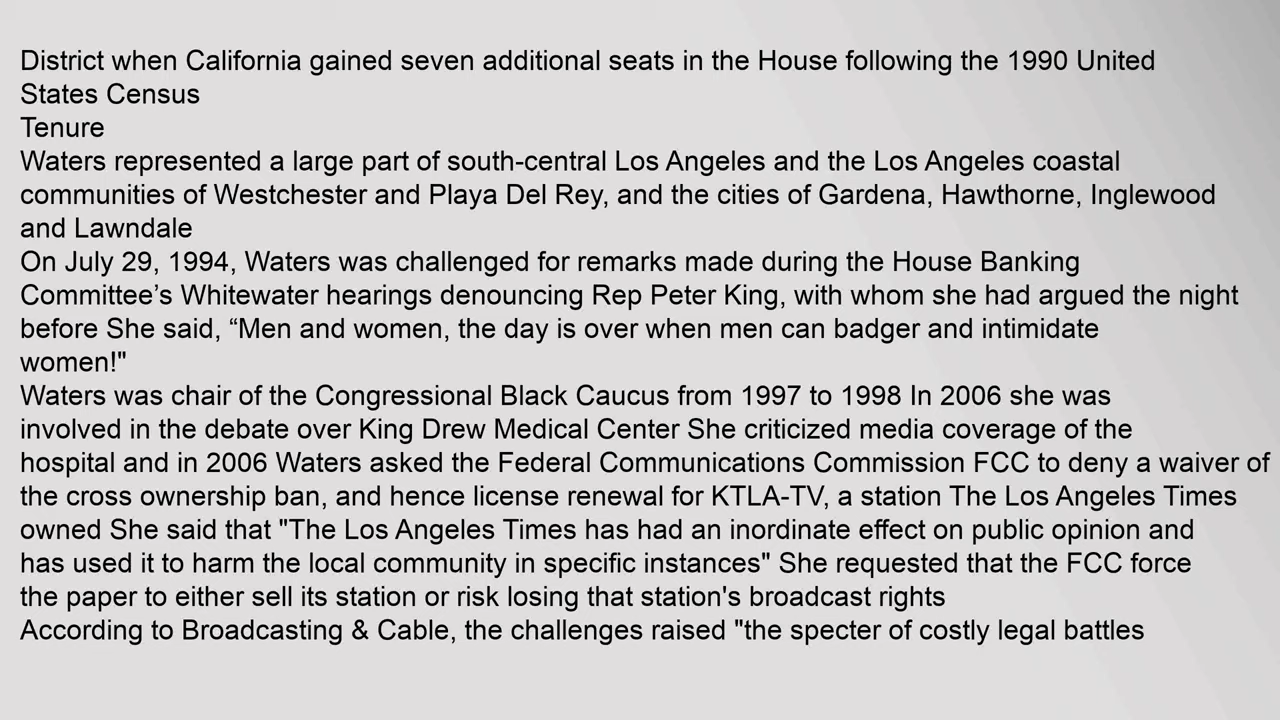 District when California gained seven additional seats in the House following the 1990 United
States Census
Tenure
Waters represented a large part of south-central Los Angeles and the Los Angeles coastal
communities of Westchester and Playa Del Rey, and the cities of Gardena, Hawthorne, Inglewood
and Lawndale
On July 29, 1994, Waters was challenged for remarks made during the House Banking
Committee’s Whitewater hearings denouncing Rep Peter King, with whom she had argued the night
before She said, “Men and women, the day is over when men can badger and intimidate
women!"
Waters was chair of the Congressional Black Caucus from 1997 to 1998 In 2006 she was
involved in the debate over King Drew Medical Center She criticized media coverage of the
hospital and in 2006 Waters asked the Federal Communications Commission FCC to deny a waiver of
the cross ownership ban, and hence license renewal for KTLA-TV, a station The Los Angeles Times
owned She said that "The Los Angeles Times has had an inordinate effect on public opinion and
has used it to harm the local community in specific instances" She requested that the FCC force
the paper to either sell its station or risk losing that station's broadcast rights
According to Broadcasting & Cable, the challenges raised "the specter of costly legal battles